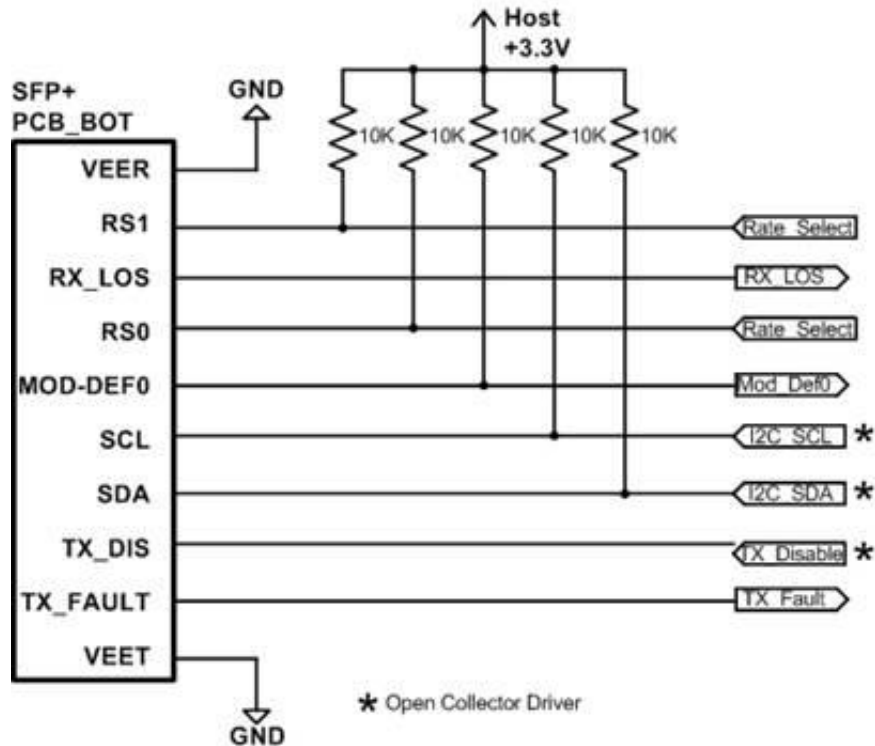 Host
+3.3V
SFP+
PCB_BOT
GND
10K
10K
10K
10K
10K
VEER
RS1
Rate_Select
RX_LOS
RX_LOS
RS0
Rate_Select
MOD-DEF0
Mod_Def0
SCL
I2C_SCL *
SDA
I2C_SDA *
TX_DIS
TX_Disable *
TX_FAULT
TX_Fault
VEET
* Open Collector Driver
GND